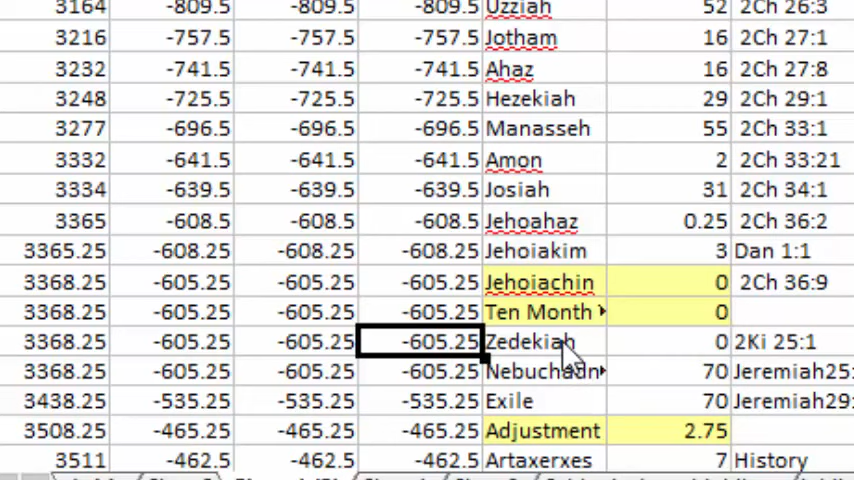 3164 -809.5 -809.5 -809.5 Uzziah 52 2Ch 26:3
3216 -757.5 -757.5 -757.5 Jotham 16 2Ch 27:1
3232 -741.5 -741.5 -741.5 Ahaz 16 2Ch 27:8
3248 -725.5 -725.5 -725.5 Hezekiah 29 2Ch 29:1
3277 -696.5 -696.5 -696.5 Manasseh 55 2Ch 33:1
3332 -641.5 -641.5 -641.5 Amon 2 2Ch 33:21
3334 -639.5 -639.5 -639.5 Josiah 31 2Ch 34:1
3365 -608.5 -608.5 -608.5 Jehoahaz 0.25 2Ch 36:2
3365.25 -608.25 -608.25 -608.25 Jehoiakim 3 Dan 1:1
3368.25 -605.25 -605.25 -605.25 Jehoiachin 0 2Ch 36:9
3368.25 -605.25 -605.25 -605.25 Ten Month 0
3368.25 -605.25 -605.25 -605.25 Zedekiah 0 2Ki 25:1
3368.25 -605.25 -605.25 -605.25 Nebuchadn 70 Jeremiah25:
3438.25 -535.25 -535.25 -535.25 Exile 70 Jeremiah29:
3508.25 -465.25 -465.25 -465.25 Adjustment 2.75
3511 -462.5 -462.5 -462.5 Artaxerxes 7 History